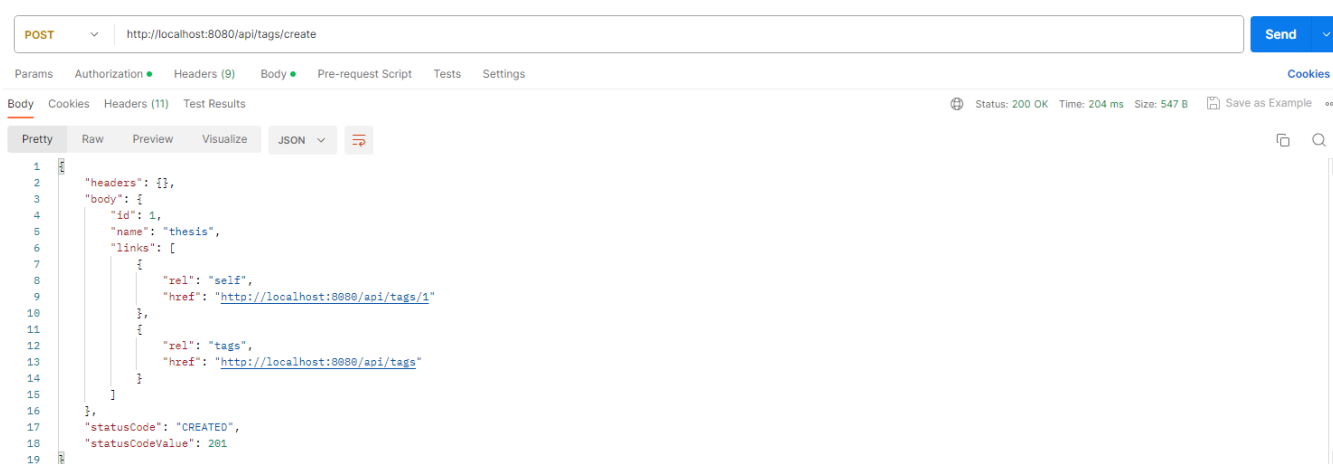 POST http://localhost:8080/api/tags/create Send
Params Authorization Headers (9) Body Pre-request Script Tests Settings Cookies
Body Cookies Headers (11) Test Results Status: 200 OK Time: 204 ms Size: 547 B Save as Example
Pretty Raw Preview Visualize JSON
1 {
2 "headers": {},
3 "body": {
4 "id": 1,
5 "name": "thesis",
6 "links": [
7 {
8 "rel": "self",
9 "href": "http://localhost:8080/api/tags/1"
10 },
11 {
12 "rel": "tags",
13 "href": "http://localhost:8080/api/tags"
14 }
15 ]
16 },
17 "statusCode": "CREATED",
18 "statusCodeValue": 201
19 }